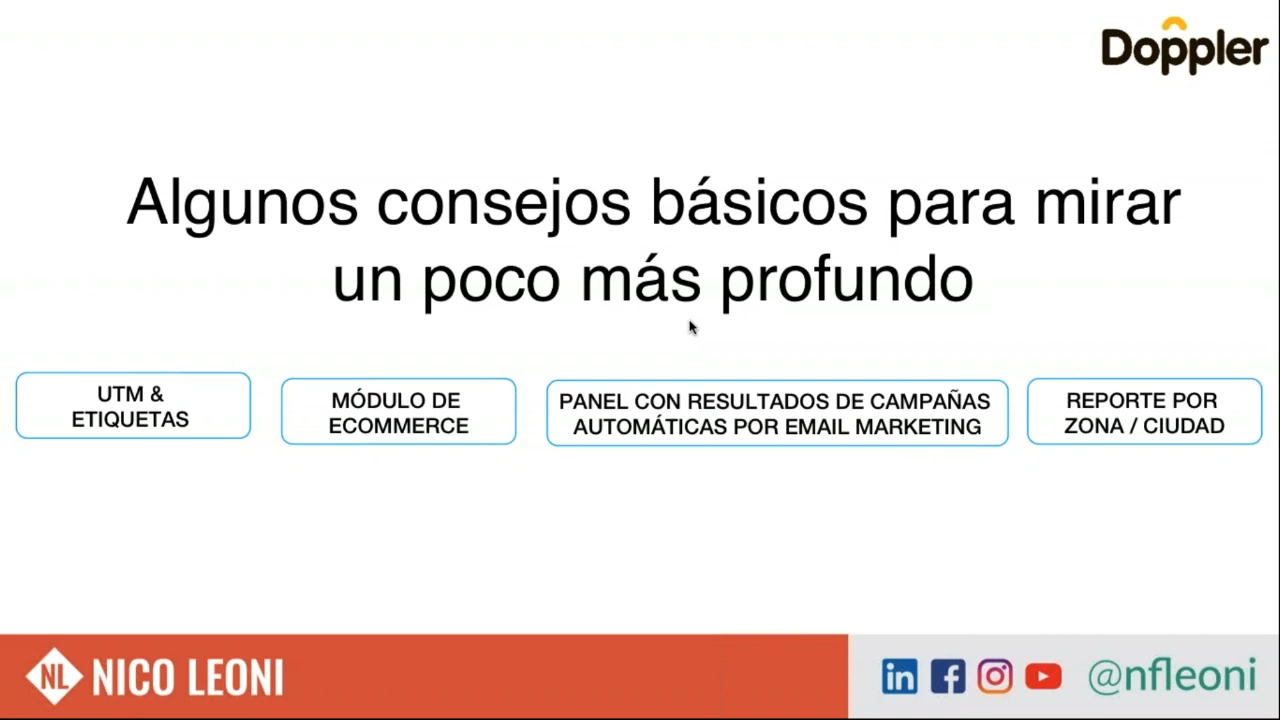 Doppler
Algunos consejos básicos para mirar
un poco más profundo
UTM &
ETIQUETAS
MÓDULO DE
ECOMMERCE
PANEL CON RESULTADOS DE CAMPAÑAS
AUTOMÁTICAS POR EMAIL MARKETING
REPORTE POR
ZONA / CIUDAD
NL NICO LEONI
in f @nfleoni